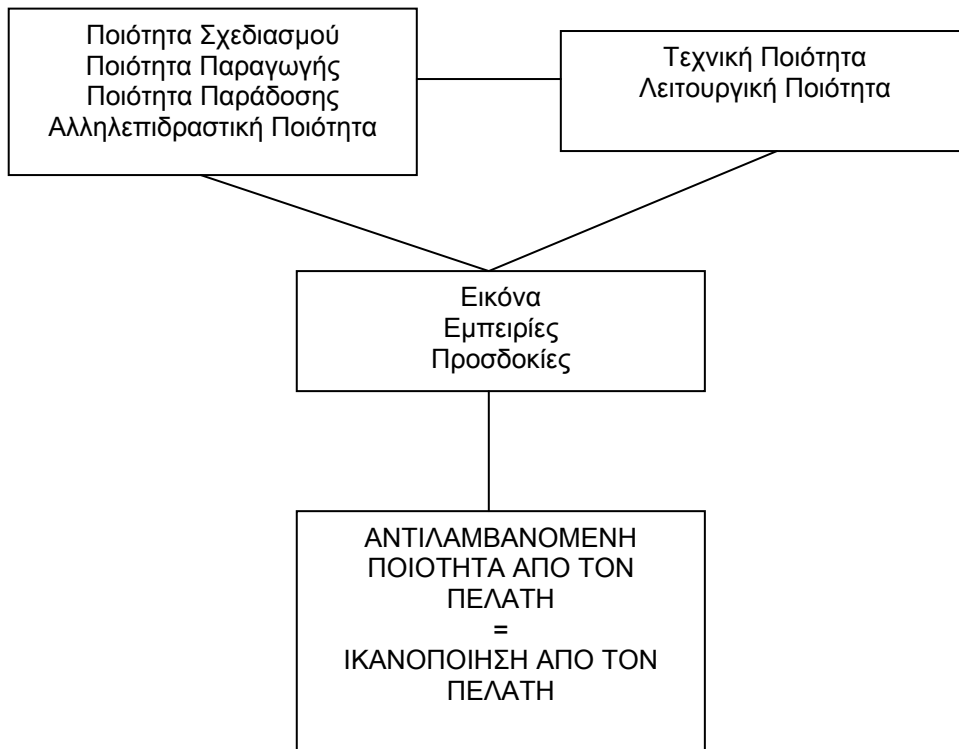 Ποιότητα Σχεδιασμού
Ποιότητα Παραγωγής
Ποιότητα Παράδοσης
Αλληλεπιδραστική Ποιότητα
Τεχνική Ποιότητα
Λειτουργική Ποιότητα
Εικόνα
Εμπειρίες
Προσδοκίες
ΑΝΤΙΛΑΜΒΑΝΟΜΕΝΗ
ΠΟΙΟΤΗΤΑ ΑΠΟ ΤΟΝ
ΠΕΛΑΤΗ
=
ΙΚΑΝΟΠΟΙΗΣΗ ΑΠΟ ΤΟΝ
ΠΕΛΑΤΗ